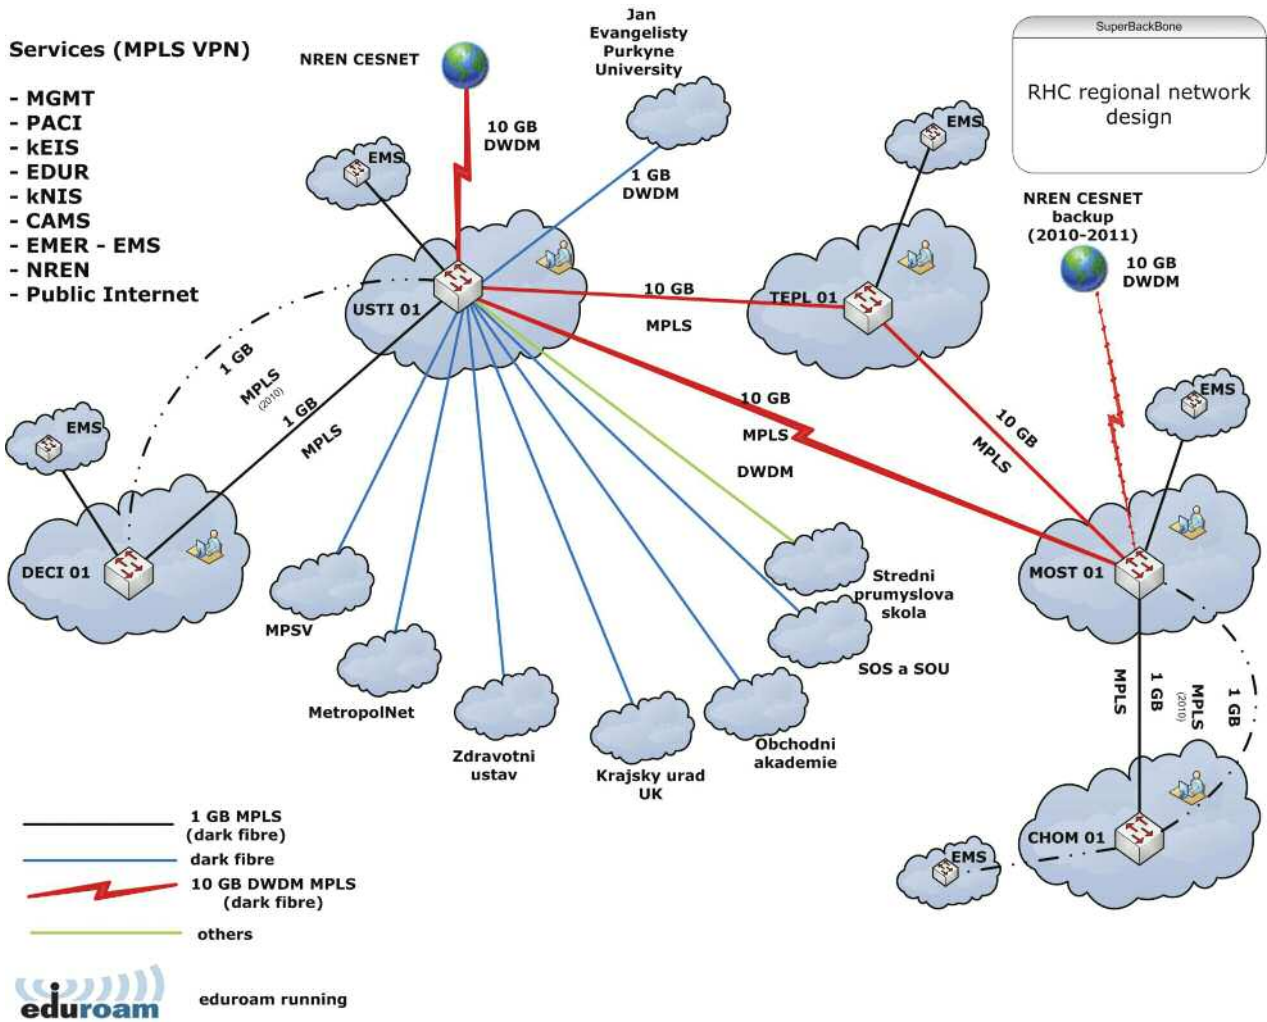 Services (MPLS VPN)
- MGMT
- PACI
- kEIS
- EDUR
- kNIS
- CAMS
- EMER - EMS
- NREN
- Public Internet
NREN CESNET
10 GB
DWDM
Jan
Evangelisty
Purkyne
University
1 GB
DWDM
EMS
EMS
SuperBackBone
RHC regional network
design
NREN CESNET
backup
(2010-2011)
10 GB
DWDM
USTI 01
10 GB
MPLS
TEPL 01
1 GB
MPLS
(2010)
1 GB
MPLS
10 GB
MPLS
DWDM
10 GB
MPLS
EMS
EMS
DECI 01
MOST 01
MPSV
MetropolNet
Zdravotni
ustav
Krajsky urad
UK
Obchodni
akademie
SOS a SOU
Stredni
prumyslova
skola
MPLS
1 GB
MPLS
(2010)
1 GB
CHOM 01
EMS
1 GB MPLS
(dark fibre)
dark fibre
10 GB DWDM MPLS
(dark fibre)
others
eduroam
eduroam running